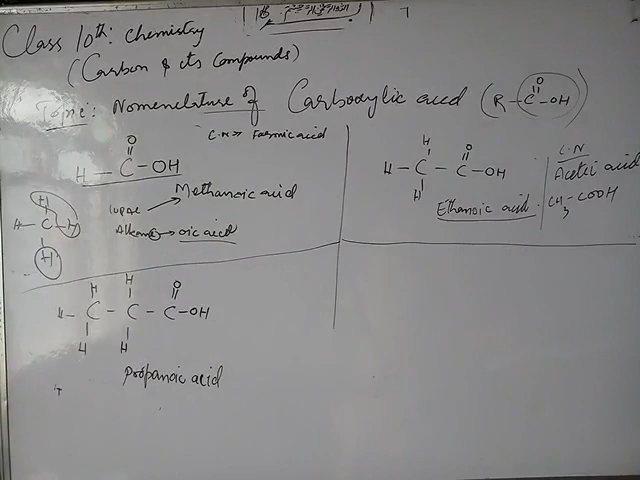 Class 10th: Chemistry
(Carbon & its Compounds)
Topic: Nomenclature of Carboxylic acid (R-C-OH)
O
C.N⇒ Formic acid
O
H - C - OH
IUPAC → Methanoic acid
Alkane → oic acid
H
H - C - H
H
H O
H - C - C - OH
H
Ethanoic acid.
C.N
Acetic acid
CH3 - COOH
H H O
H - C - C - C - OH
H H
Propanoic acid